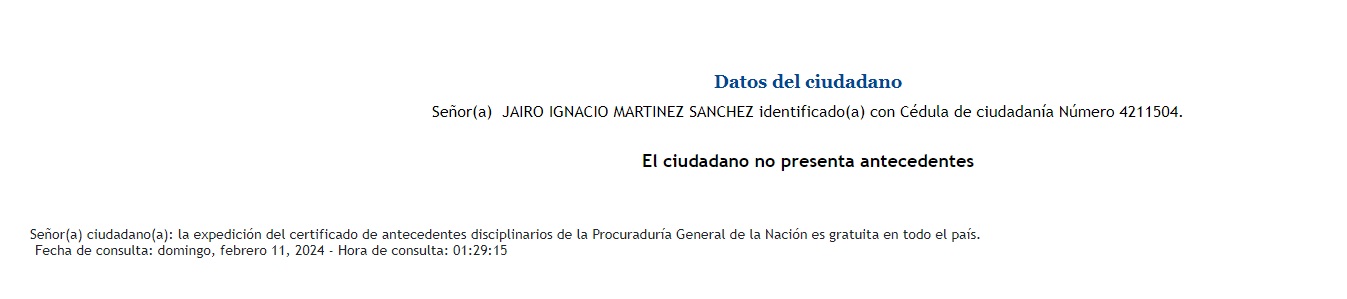 Datos del ciudadano
Señor(a)  JAIRO IGNACIO MARTINEZ SANCHEZ identificado(a) con Cédula de ciudadanía Número 4211504.
El ciudadano no presenta antecedentes
Señor(a) ciudadano(a): la expedición del certificado de antecedentes disciplinarios de la Procuraduría General de la Nación es gratuita en todo el país.
Fecha de consulta: domingo, febrero 11, 2024 - Hora de consulta: 01:29:15